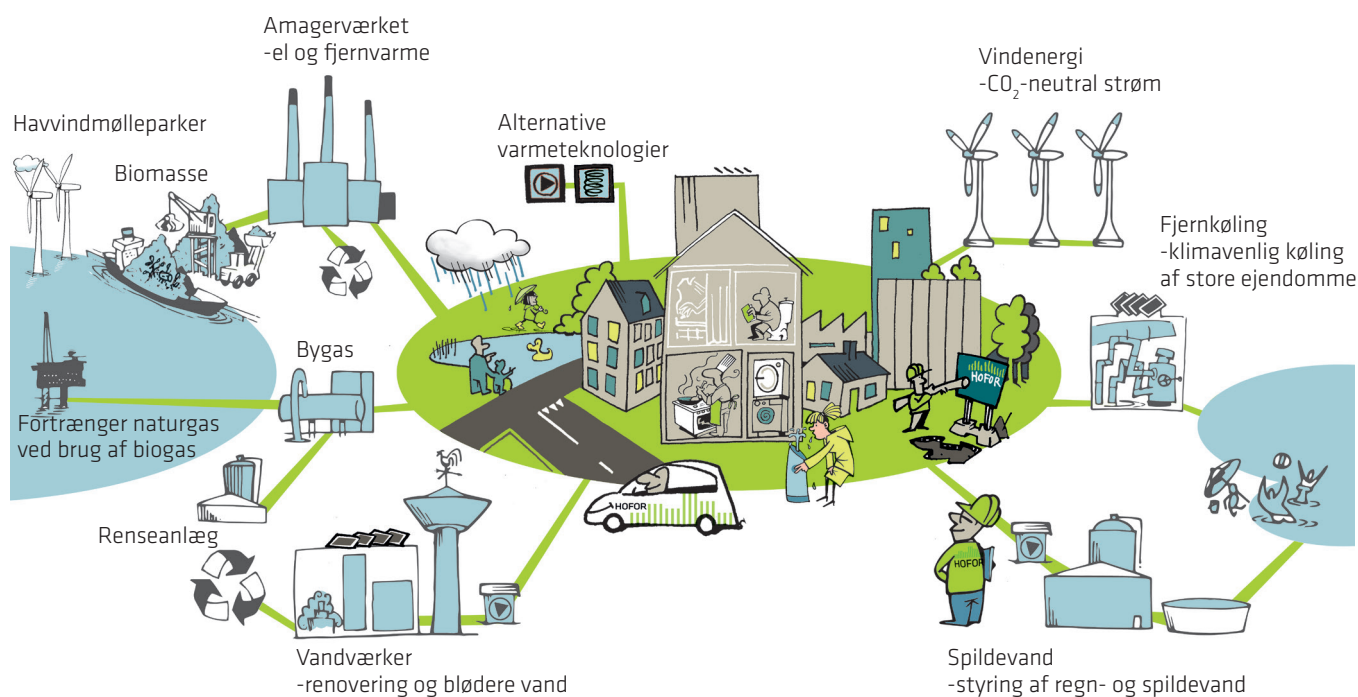 Amagerværket
-el og fjernvarme
Vindenergi
-CO₂-neutral strøm
Havvindmølleparker
Alternative
varmeteknologier
Biomasse
Fjernkøling
-klimavenlig køling
af store ejendomme
Bygas
HOFOR
Fortrænger naturgas
ved brug af biogas
HOFOR
Renseanlæg
HOFOR
Vandværker
-renovering og blødere vand
Spildevand
-styring af regn- og spildevand